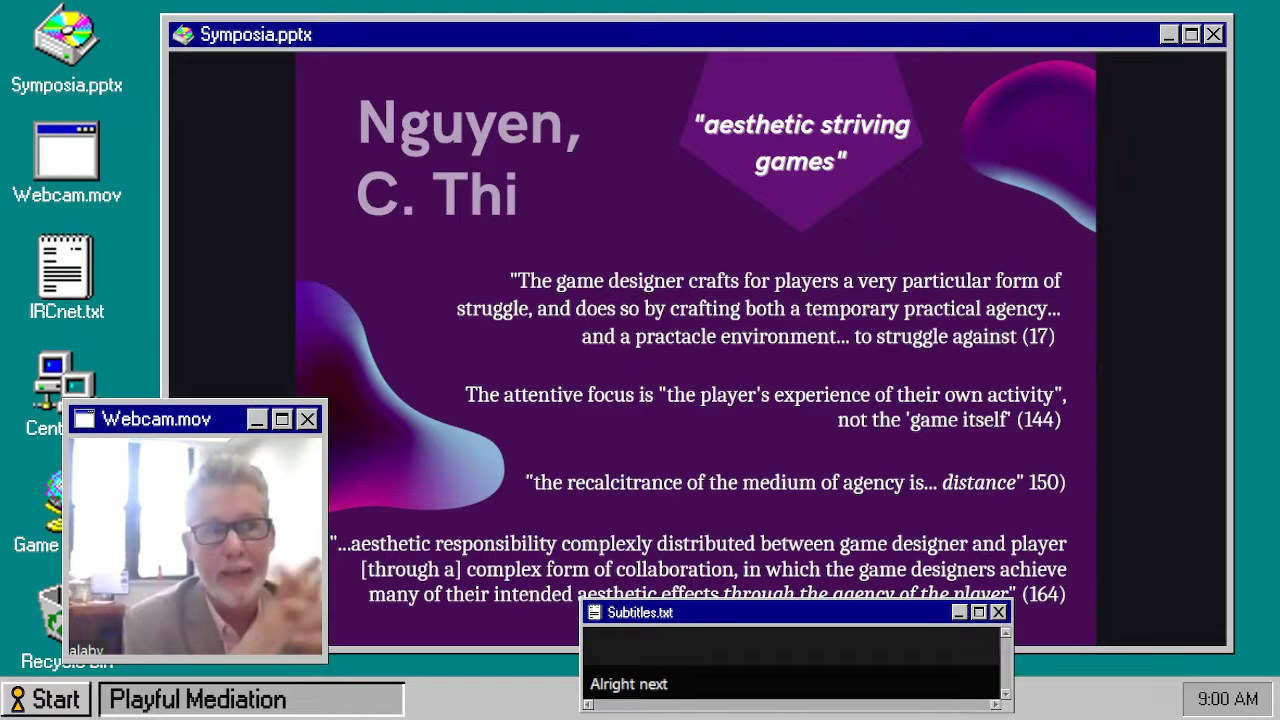 Symposia.pptx
Symposia.pptx
Nguyen,
C. Thi
"aesthetic striving
games"
"The game designer crafts for players a very particular form of
struggle, and does so by crafting both a temporary practical agency...
and a practacle environment... to struggle against (17)
The attentive focus is "the player's experience of their own activity",
not the 'game itself' (144)
"the recalcitrance of the medium of agency is... distance" 150)
"...aesthetic responsibility complexly distributed between game designer and player
[through a] complex form of collaboration, in which the game designers achieve
many of their intended aesthetic effects through the agency of the player" (164)
Webcam.mov
IRCnet.txt
Cent
Game
Recycle Bin
Webcam.mov
alaby
Subtitles.txt
Alright next
Start
Playful Mediation
9:00 AM